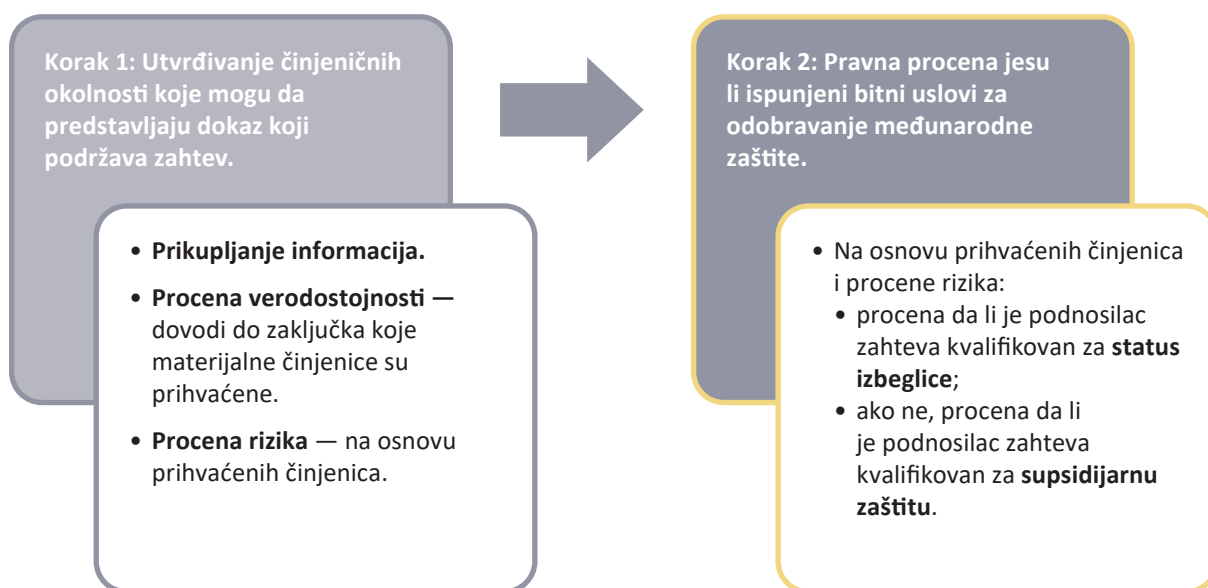 Korak 1: Utvrđivanje činjeničnih
okolnosti koje mogu da
predstavljaju dokaz koji
podržava zahtev.
• Prikupljanje informacija.
• Procena verodostojnosti —
dovodi do zaključka koje
materijalne činjenice su
prihvaćene.
• Procena rizika — na osnovu
prihvaćenih činjenica.
Korak 2: Pravna procena jesu
li ispunjeni bitni uslovi za
odobravanje međunarodne
zaštite.
• Na osnovu prihvaćenih činjenica
i procene rizika:
• procena da li je podnosilac
zahteva kvalifikovan za status
izbeglice;
• ako ne, procena da li
je podnosilac zahteva
kvalifikovan za supsidijarnu
zaštitu.